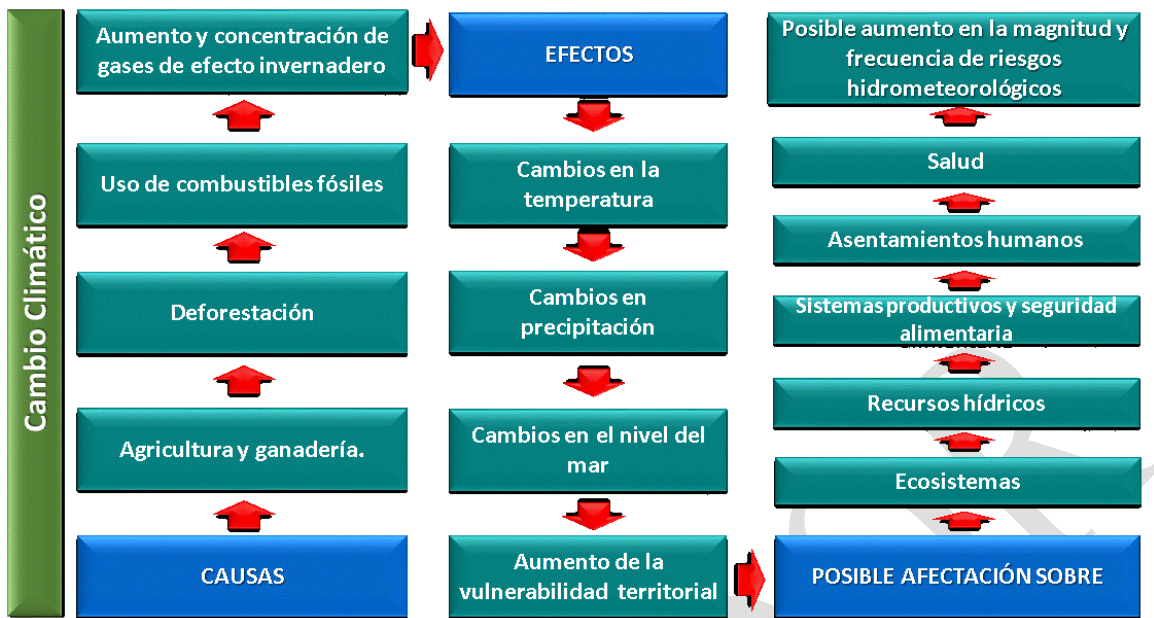 Cambio Climático
Aumento y concentración de
gases de efecto invernadero
Uso de combustibles fósiles
Deforestación
Agricultura y ganadería.
CAUSAS
EFECTOS
Cambios en la
temperatura
Cambios en
precipitación
Cambios en el nivel del
mar
Aumento de la
vulnerabilidad territorial
Posible aumento en la magnitud y
frecuencia de riesgos
hidrometeorológicos
Salud
Asentamientos humanos
Sistemas productivos y seguridad
alimentaria
Recursos hídricos
Ecosistemas
POSIBLE AFECTACIÓN SOBRE